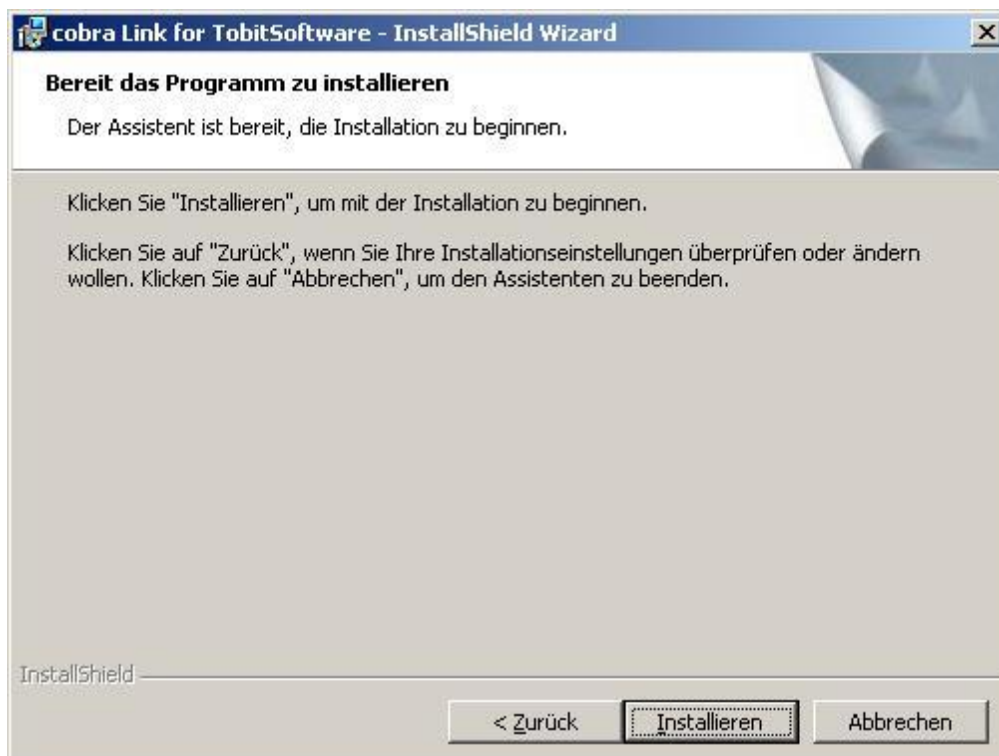 cobra Link for TobitSoftware - InstallShield Wizard
Bereit das Programm zu installieren
Der Assistent ist bereit, die Installation zu beginnen.
Klicken Sie "Installieren", um mit der Installation zu beginnen.
Klicken Sie auf "Zurück", wenn Sie Ihre Installationseinstellungen überprüfen oder ändern
wollen. Klicken Sie auf "Abbrechen", um den Assistenten zu beenden.
InstallShield
< Zurück Installieren Abbrechen